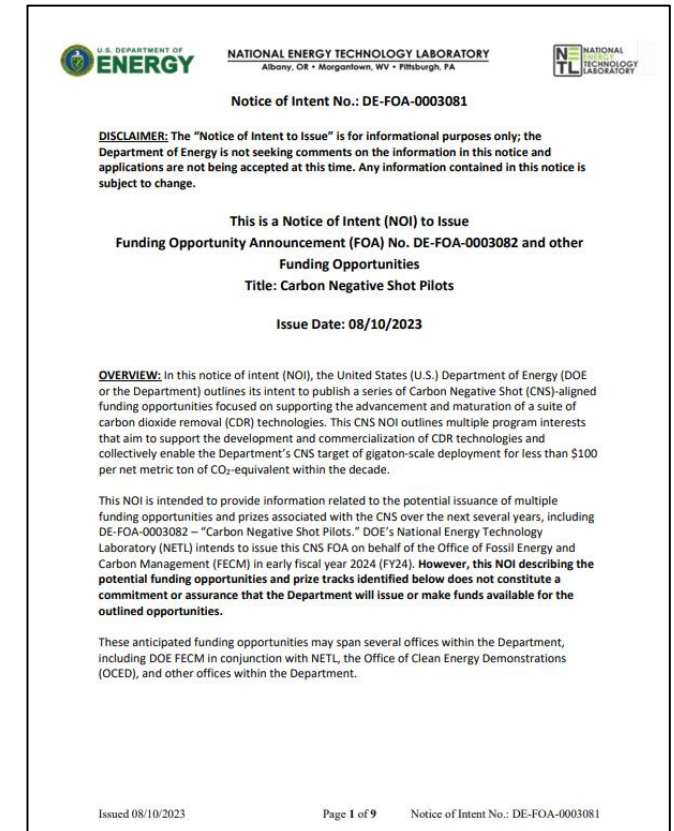 U.S. DEPARTMENT OF
ENERGY
NATIONAL ENERGY TECHNOLOGY LABORATORY
Albany, OR • Morgantown, WV • Pittsburgh, PA
NATIONAL
ENERGY
TECHNOLOGY
LABORATORY
NE
TL
Notice of Intent No.: DE-FOA-0003081
DISCLAIMER: The “Notice of Intent to Issue” is for informational purposes only; the
Department of Energy is not seeking comments on the information in this notice and
applications are not being accepted at this time. Any information contained in this notice is
subject to change.
This is a Notice of Intent (NOI) to Issue
Funding Opportunity Announcement (FOA) No. DE-FOA-0003082 and other
Funding Opportunities
Title: Carbon Negative Shot Pilots
Issue Date: 08/10/2023
OVERVIEW: In this notice of intent (NOI), the United States (U.S.) Department of Energy (DOE
or the Department) outlines its intent to publish a series of Carbon Negative Shot (CNS)-aligned
funding opportunities focused on supporting the advancement and maturation of a suite of
carbon dioxide removal (CDR) technologies. This CNS NOI outlines multiple program interests
that aim to support the development and commercialization of CDR technologies and
collectively enable the Department’s CNS target of gigaton-scale deployment for less than $100
per net metric ton of CO₂-equivalent within the decade.
This NOI is intended to provide information related to the potential issuance of multiple
funding opportunities and prizes associated with the CNS over the next several years, including
DE-FOA-0003082 – “Carbon Negative Shot Pilots.” DOE’s National Energy Technology
Laboratory (NETL) intends to issue this CNS FOA on behalf of the Office of Fossil Energy and
Carbon Management (FECM) in early fiscal year 2024 (FY24). However, this NOI describing the
potential funding opportunities and prize tracks identified below does not constitute a
commitment or assurance that the Department will issue or make funds available for the
outlined opportunities.
These anticipated funding opportunities may span several offices within the Department,
including DOE FECM in conjunction with NETL, the Office of Clean Energy Demonstrations
(OCED), and other offices within the Department.
Issued 08/10/2023 Page 1 of 9 Notice of Intent No.: DE-FOA-0003081